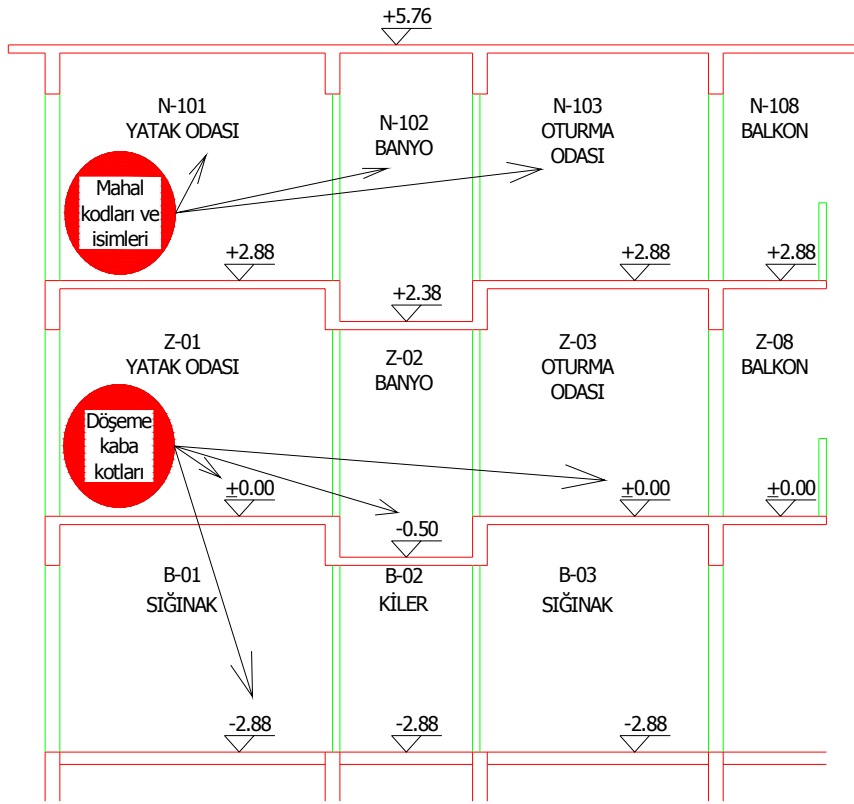 +5.76
N-101
YATAK ODASI
N-102
BANYO
N-103
OTURMA
ODASI
N-108
BALKON
Mahal
kodları ve
isimleri
+2.88
+2.38
+2.88
+2.88
Z-01
YATAK ODASI
Z-02
BANYO
Z-03
OTURMA
ODASI
Z-08
BALKON
Döşeme
kaba
kotları
±0.00
-0.50
±0.00
±0.00
B-01
SIĞINAK
B-02
KİLER
B-03
SIĞINAK
-2.88
-2.88
-2.88